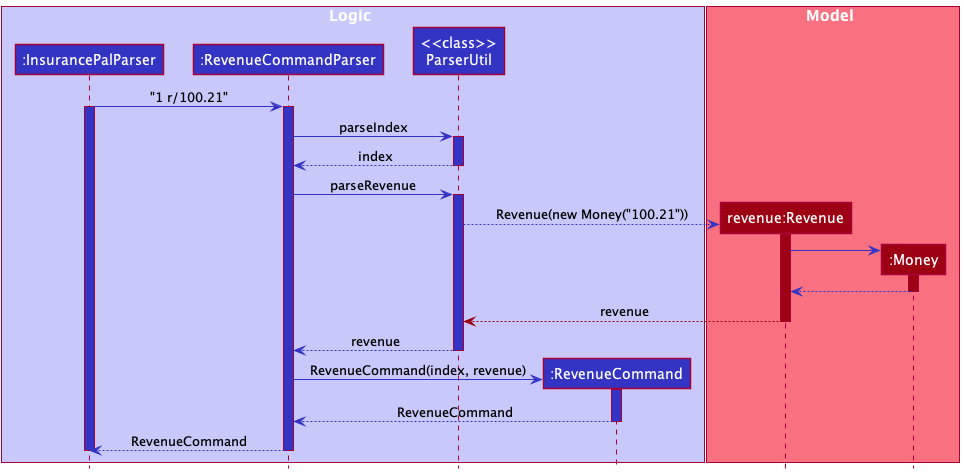 Logic
Model
:InsurancePalParser
:RevenueCommandParser
<<class>>
ParserUtil
"1 r/100.21"
parseIndex
index
parseRevenue
Revenue(new Money("100.21"))
revenue:Revenue
:Money
revenue
revenue
RevenueCommand(index, revenue)
:RevenueCommand
RevenueCommand
RevenueCommand